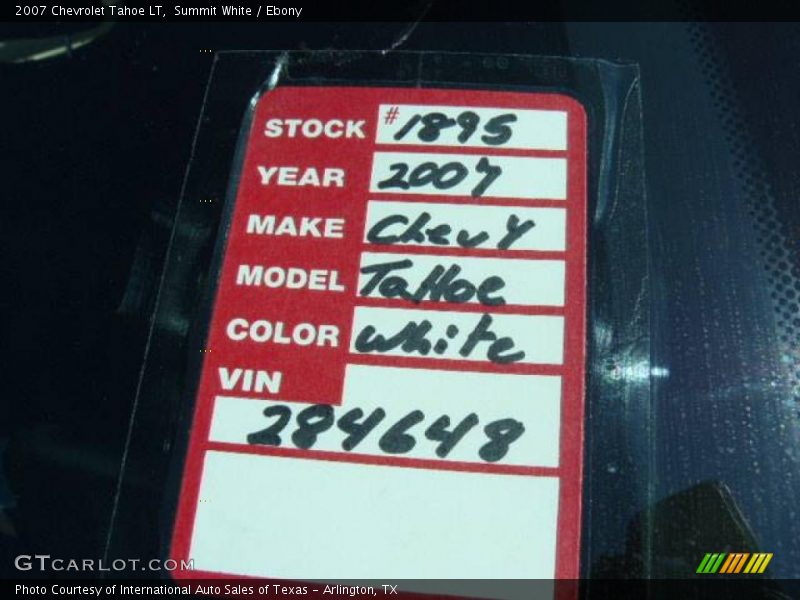 2007 Chevrolet Tahoe LT, Summit White / Ebony
STOCK #1895
YEAR 2007
MAKE Chevy
MODEL TaHoe
COLOR white
VIN
284648
GTCARLOT.COM
Photo Courtesy of International Auto Sales of Texas - Arlington, TX